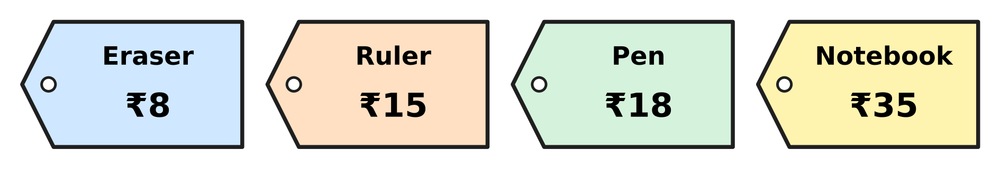 Eraser
₹8
Ruler
₹15
Pen
₹18
Notebook
₹35